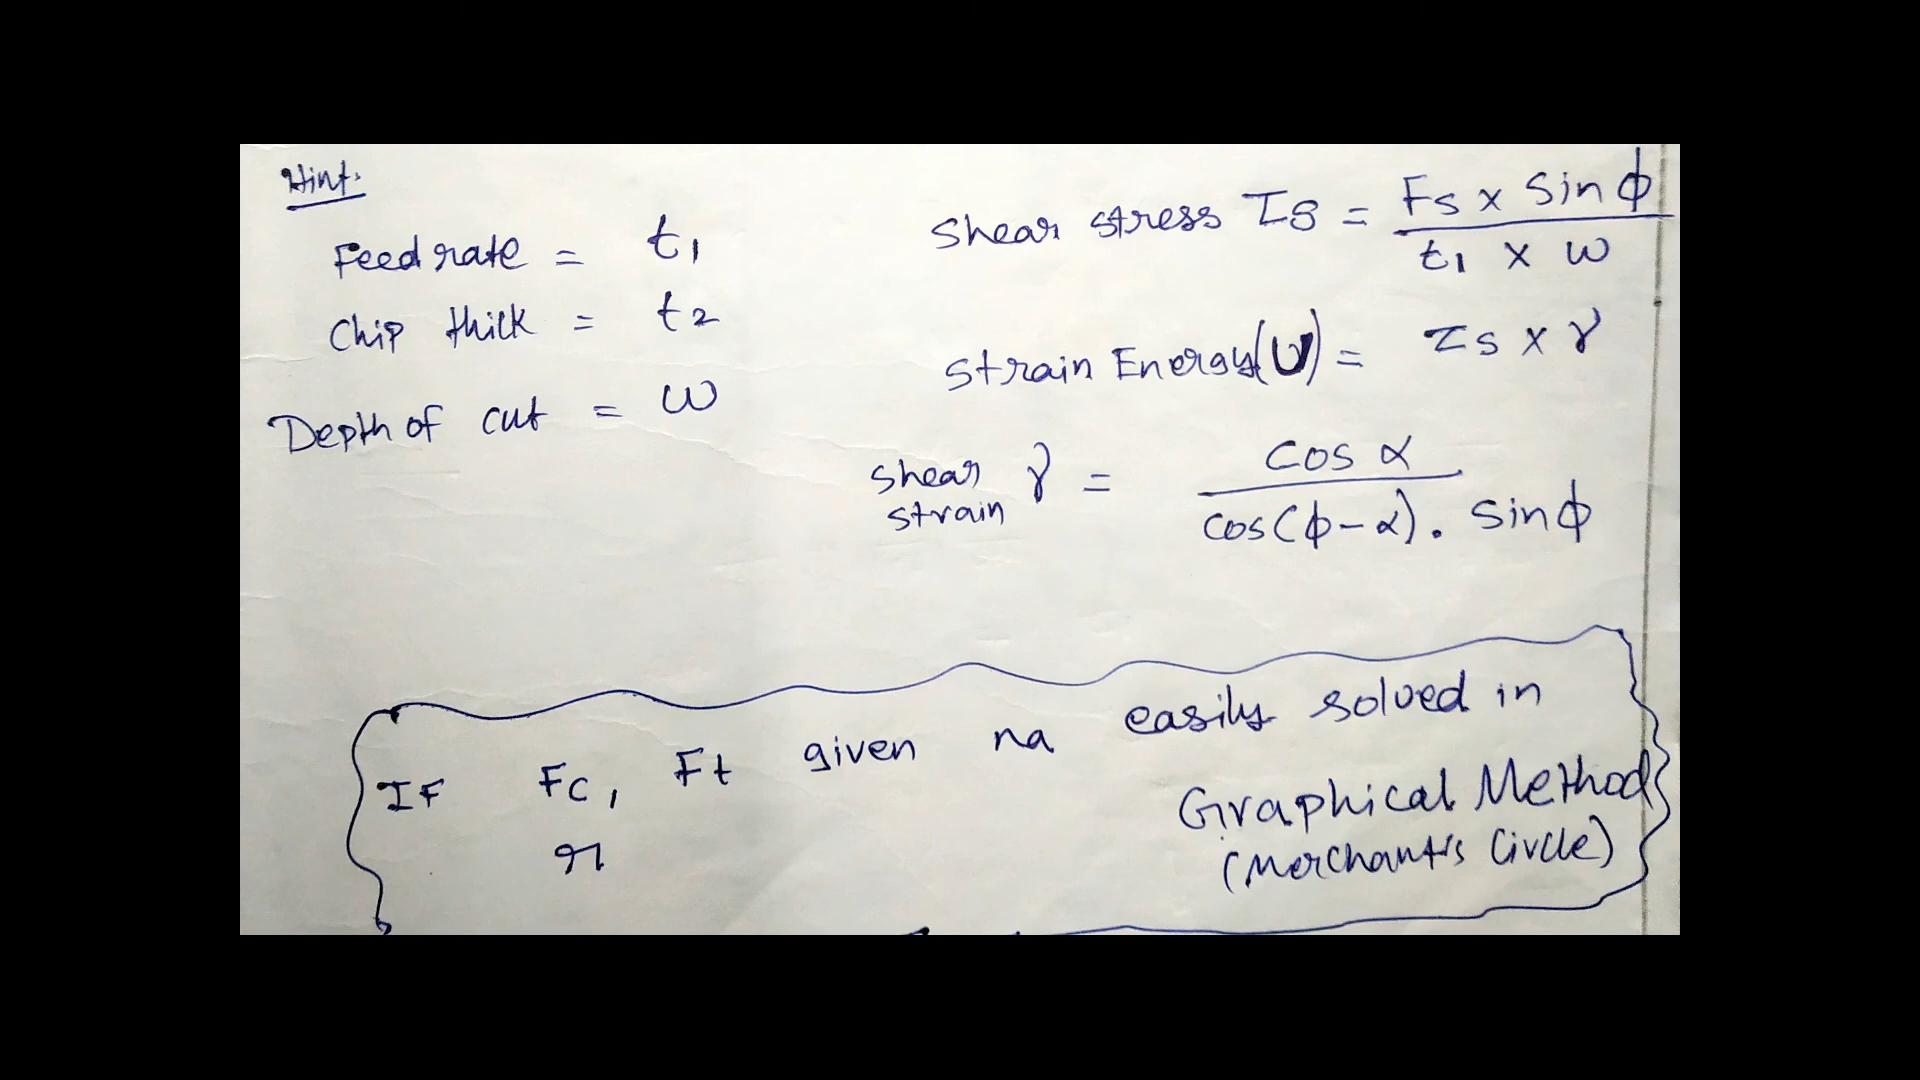 Hint:
Feed rate = t1
Chip thick = t2
Depth of cut = w
Shear stress τs = Fs x Sin ϕ / t1 x w
Strain Energy(U) = τs x γ
Shear strain γ = Cos α / Cos(ϕ-α). Sin ϕ
IF Fc, Ft given na easily solved in
r
Graphical Method
(Merchant's Circle)